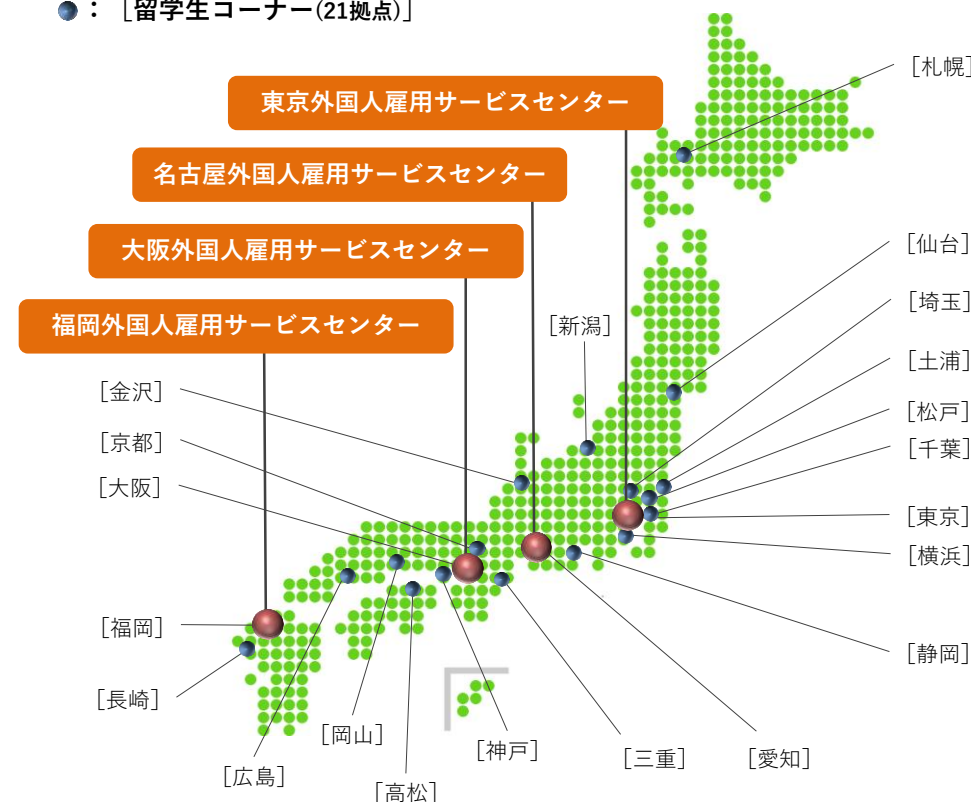 ：［留学生コーナー(21拠点)］
東京外国人雇用サービスセンター
名古屋外国人雇用サービスセンター
大阪外国人雇用サービスセンター
福岡外国人雇用サービスセンター
［札幌］
［仙台］
［埼玉］
［新潟］
［土浦］
［金沢］
［松戸］
［京都］
［千葉］
［大阪］
［東京］
［横浜］
［福岡］
［静岡］
［長崎］
［岡山］
［神戸］
［三重］
［愛知］
［広島］
［高松］